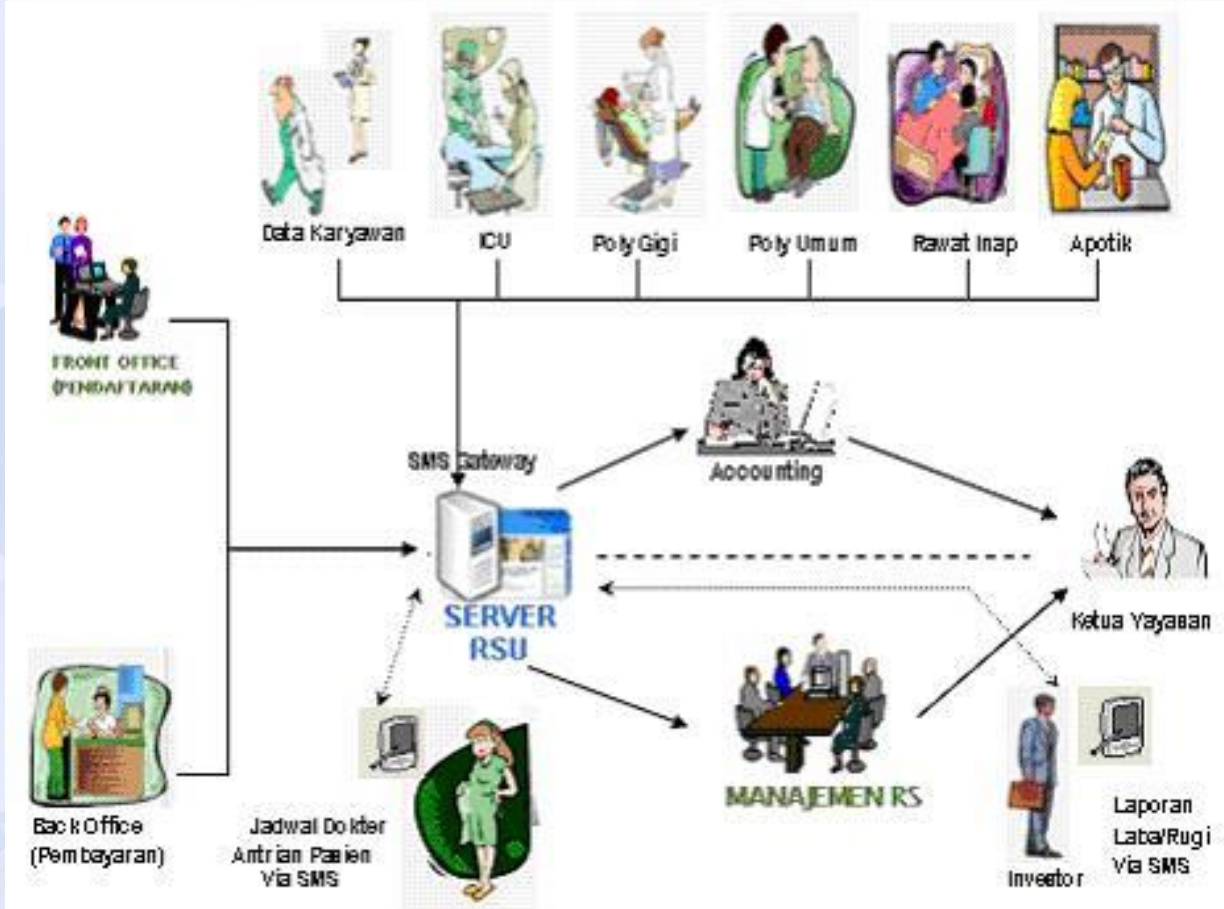 Data Karyawan
ICU
Poly Gigi
Poly Umum
Rawat Inap
Apotik
FRONT OFFICE
(PENDAFTARAN)
SMS Gateway
Accounting
SERVER
RSU
Ketua Yayasan
MANAJEMEN RS
Back Office
(Pembayaran)
Jadwal Dokter
Antrian Pasien
Via SMS
Investor
Laporan
Laba/Rugi
Via SMS